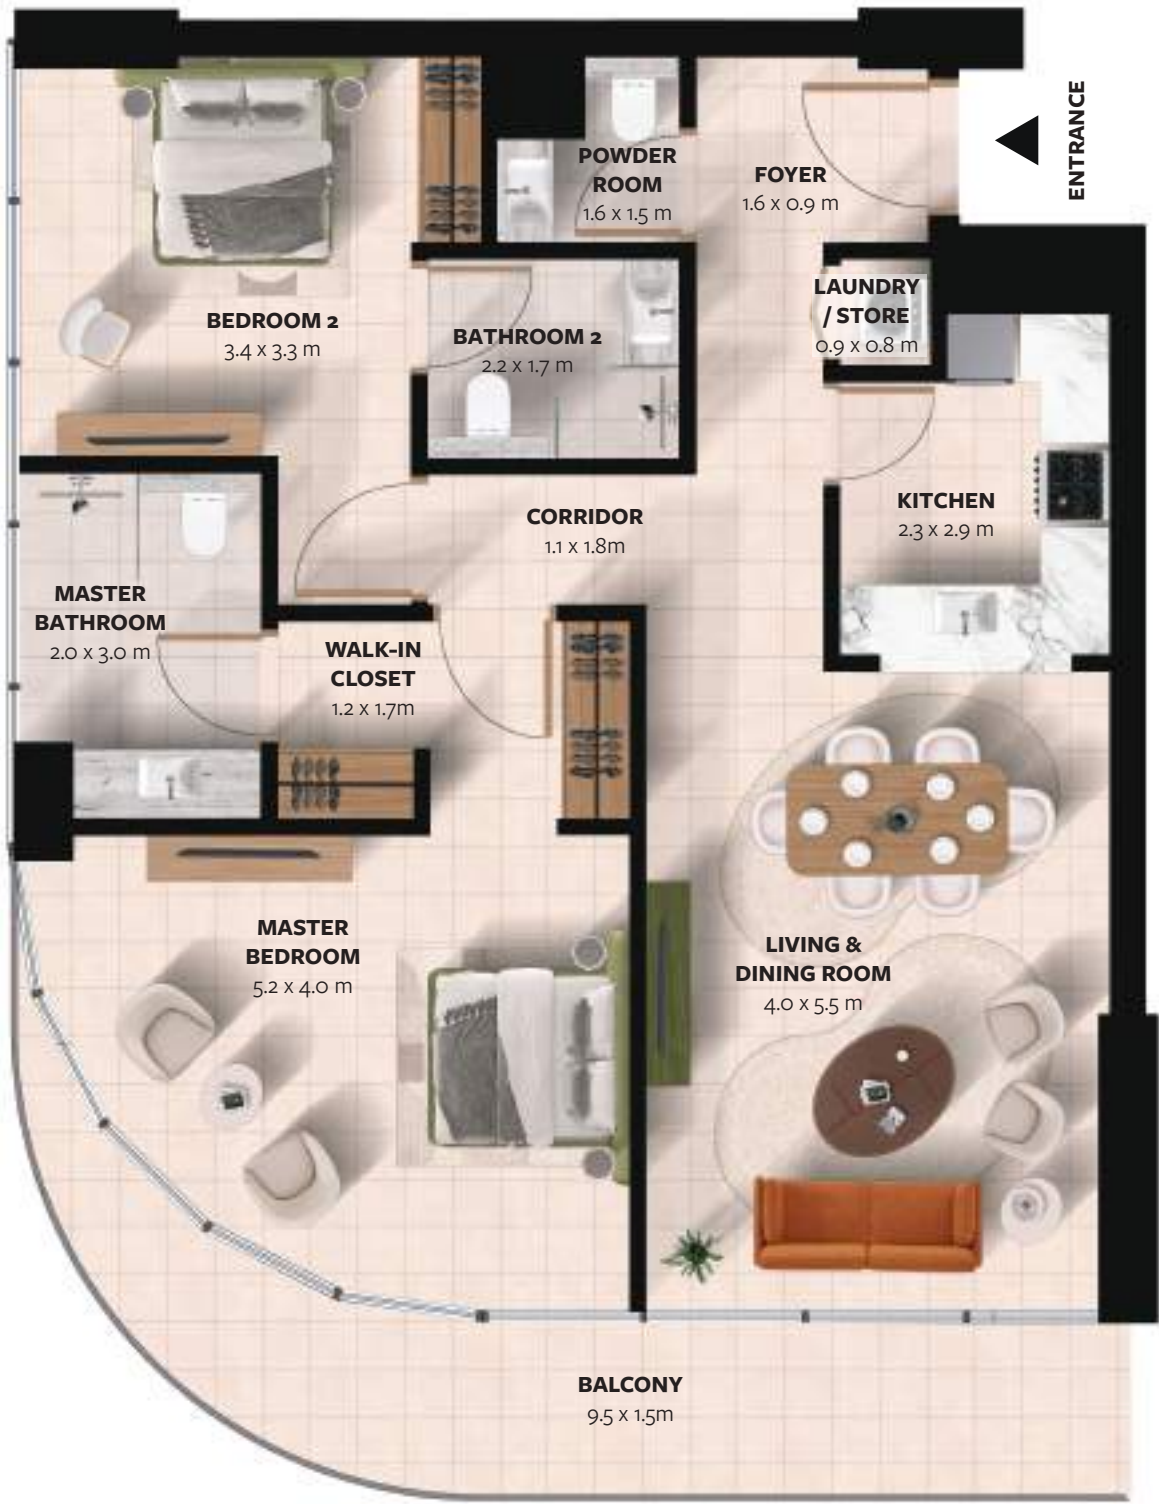 ENTRANCE
POWDER
ROOM
1.6 x 1.5 m
FOYER
1.6 x 0.9 m
LAUNDRY
/ STORE
0.9 x 0.8 m
BEDROOM 2
3.4 x 3.3 m
BATHROOM 2
2.2 x 1.7 m
KITCHEN
2.3 x 2.9 m
CORRIDOR
1.1 x 1.8m
MASTER
BATHROOM
2.0 x 3.0 m
WALK-IN
CLOSET
1.2 x 1.7m
MASTER
BEDROOM
5.2 x 4.0 m
LIVING &
DINING ROOM
4.0 x 5.5 m
BALCONY
9.5 x 1.5m